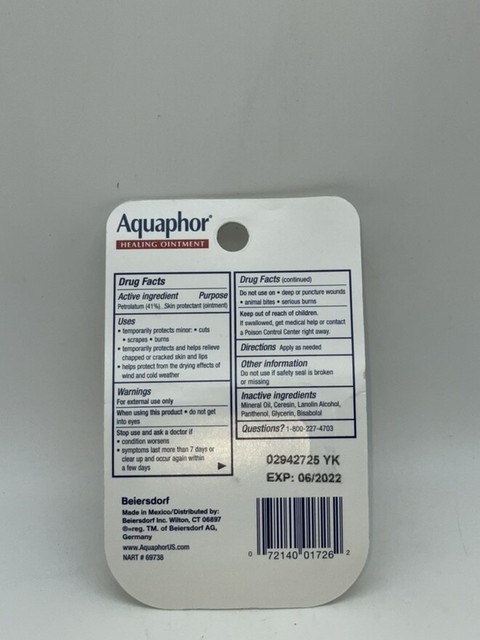 Aquaphor®
HEALING OINTMENT
Drug Facts
Active ingredient Purpose
Petrolatum (41%)..Skin protectant (ointment)
Uses
• temporarily protects minor: • cuts
• scrapes • burns
• temporarily protects and helps relieve
chapped or cracked skin and lips
• helps protect from the drying effects of
wind and cold weather
Warnings
For external use only
When using this product • do not get
into eyes
Stop use and ask a doctor if
• condition worsens
• symptoms last more than 7 days or
clear up and occur again within
a few days
Drug Facts (continued)
Do not use on • deep or puncture wounds
• animal bites • serious burns
Keep out of reach of children.
If swallowed, get medical help or contact
a Poison Control Center right away.
Directions Apply as needed
Other information
Do not use if safety seal is broken
or missing
Inactive ingredients
Mineral Oil, Ceresin, Lanolin Alcohol,
Panthenol, Glycerin, Bisabolol
Questions? 1-800-227-4703
02942725 YK
EXP: 06/2022
Beiersdorf
Made in Mexico/Distributed by:
Beiersdorf Inc. Wilton, CT 06897
®=reg. TM. of Beiersdorf AG,
Germany
www.AquaphorUS.com
NART # 69738
0 72140 01726 2